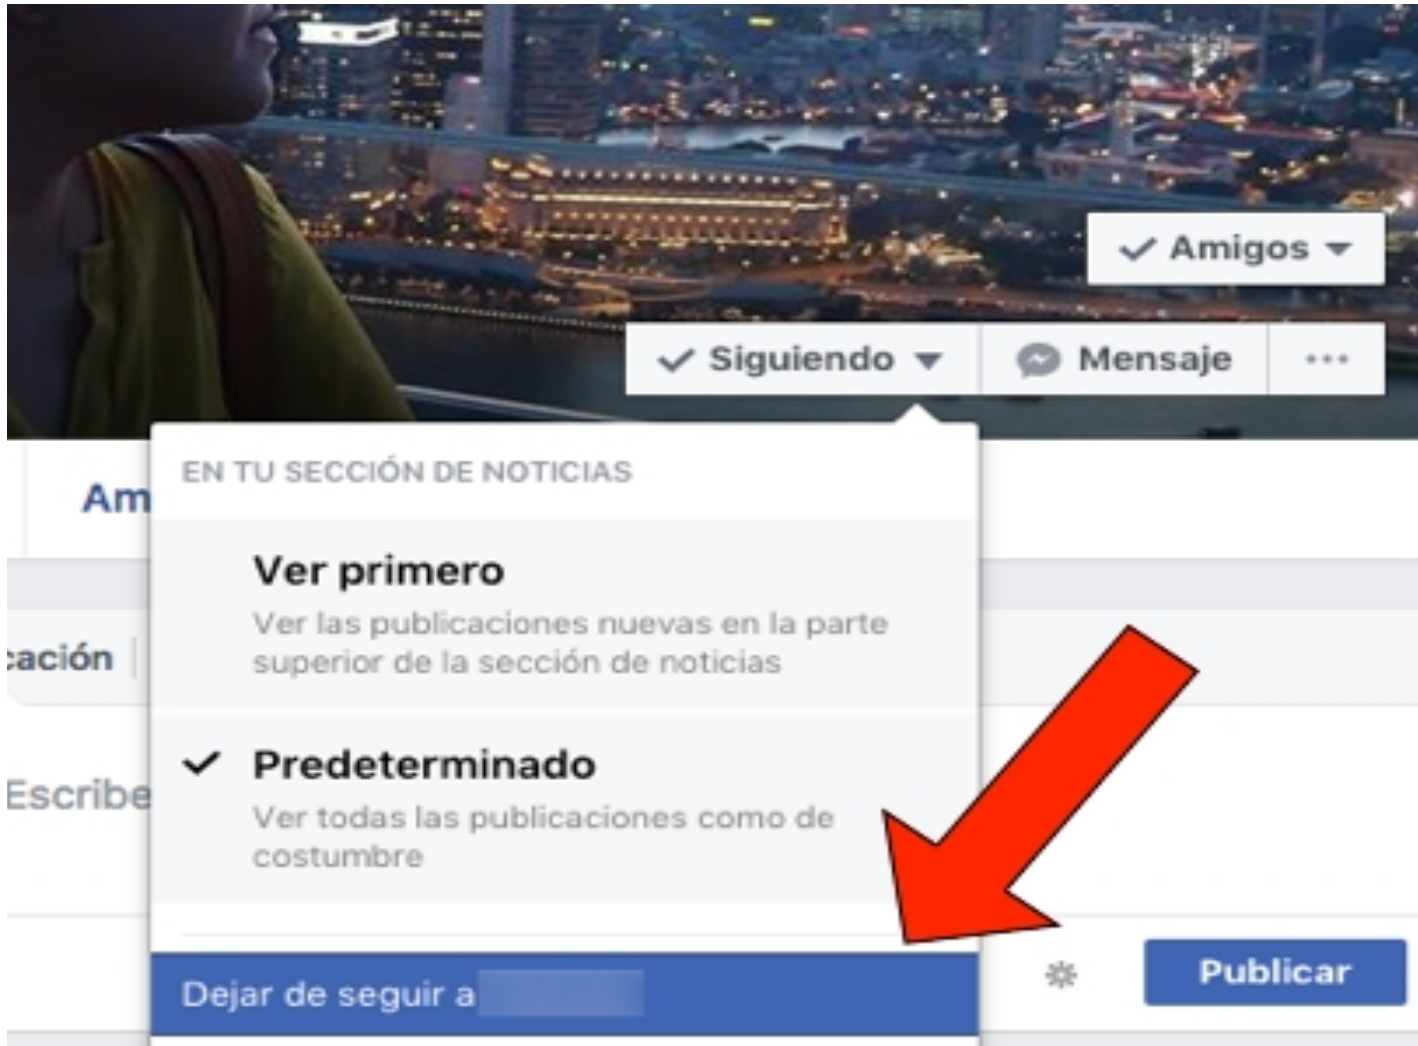 Amigos
Siguiendo
Mensaje
EN TU SECCIÓN DE NOTICIAS
Am
Ver primero
Ver las publicaciones nuevas en la parte
superior de la sección de noticias
cación
Predeterminado
Ver todas las publicaciones como de
costumbre
Escribe
Dejar de seguir a
Publicar